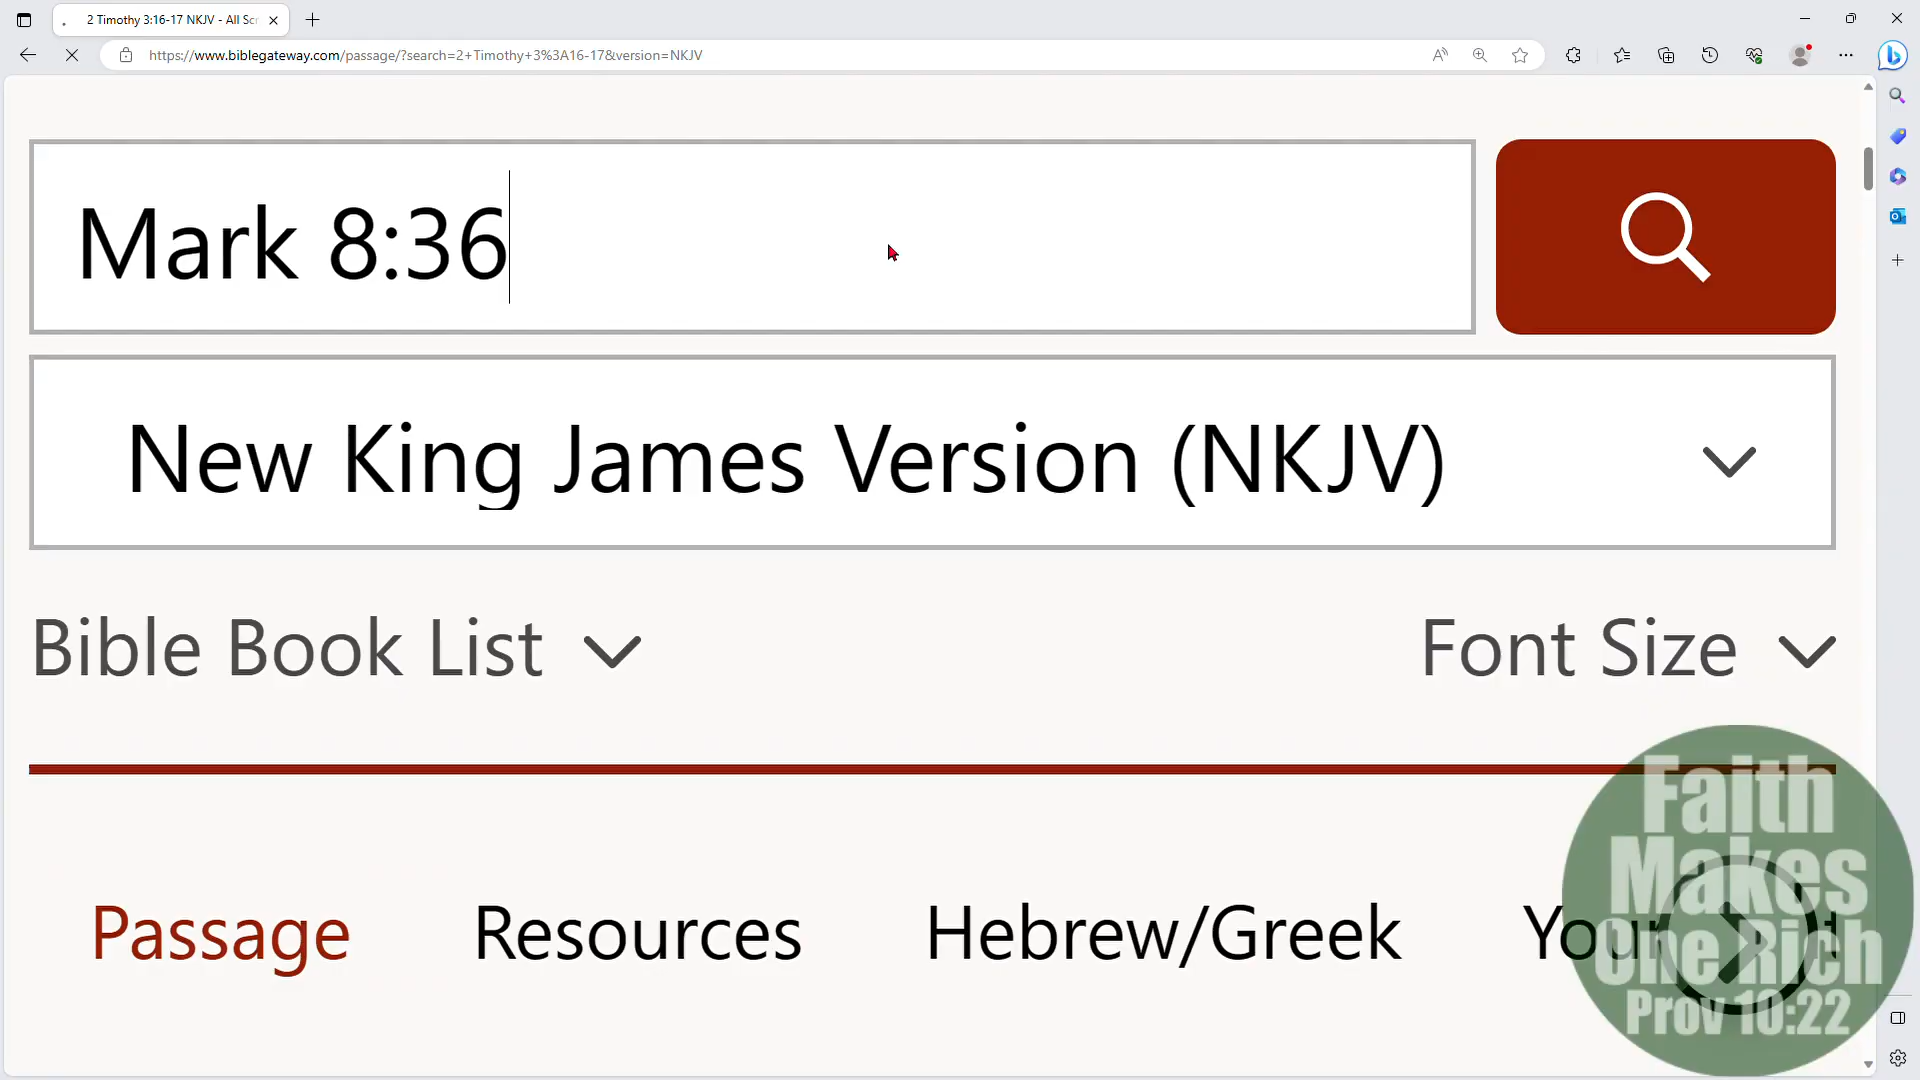 2 Timothy 3:16-17 NKJV - All Scr
https://www.biblegateway.com/passage/?search=2+Timothy+3%3A16-17&version=NKJV
Mark 8:36
New King James Version (NKJV)
Bible Book List
Font Size
Passage
Resources
Hebrew/Greek
Faith
Makes
One Rich
Prov 10:22